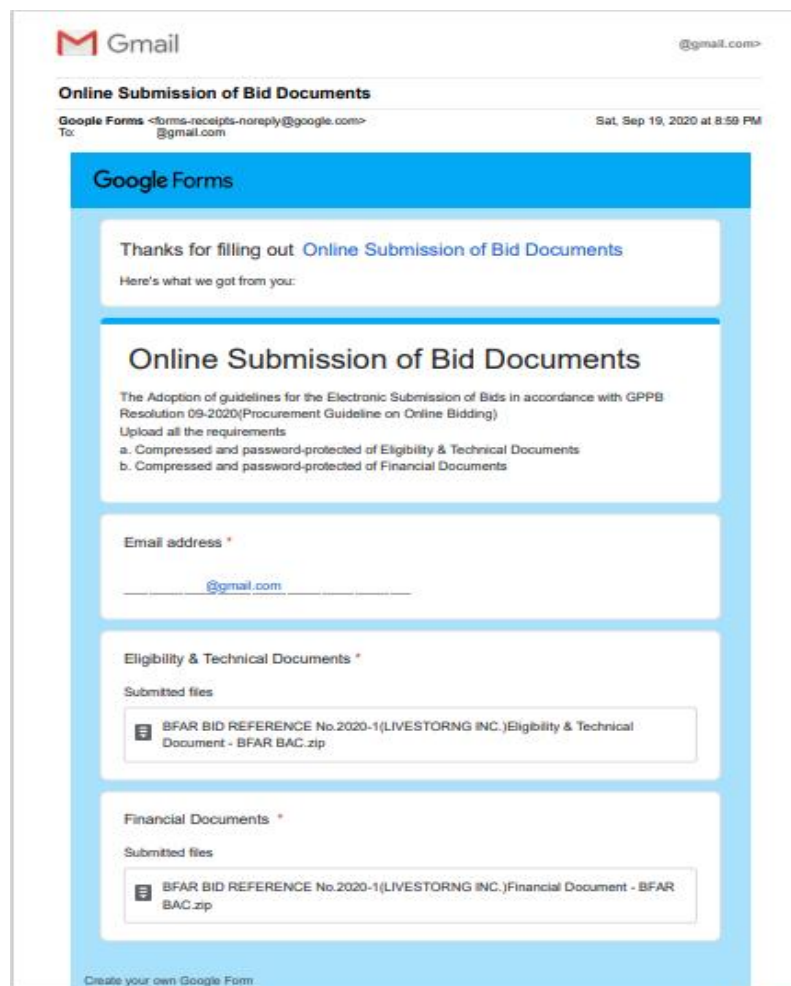 Gmail
@gmail.com>
Online Submission of Bid Documents
Google Forms <forms-receipts-noreply@google.com>
Sat, Sep 19, 2020 at 8:59 PM
To: @gmail.com
Google Forms
Thanks for filling out Online Submission of Bid Documents
Here's what we got from you:
Online Submission of Bid Documents
The Adoption of guidelines for the Electronic Submission of Bids in accordance with GPPB
Resolution 09-2020(Procurement Guideline on Online Bidding)
Upload all the requirements
a. Compressed and password-protected of Eligibility & Technical Documents
b. Compressed and password-protected of Financial Documents
Email address *
@gmail.com
Eligibility & Technical Documents *
Submitted files
BFAR BID REFERENCE No.2020-1(LIVESTORNG INC.)Eligibility & Technical
Document - BFAR BAC.zip
Financial Documents *
Submitted files
BFAR BID REFERENCE No.2020-1(LIVESTORNG INC.)Financial Document - BFAR
BAC.zip
Create your own Google Form